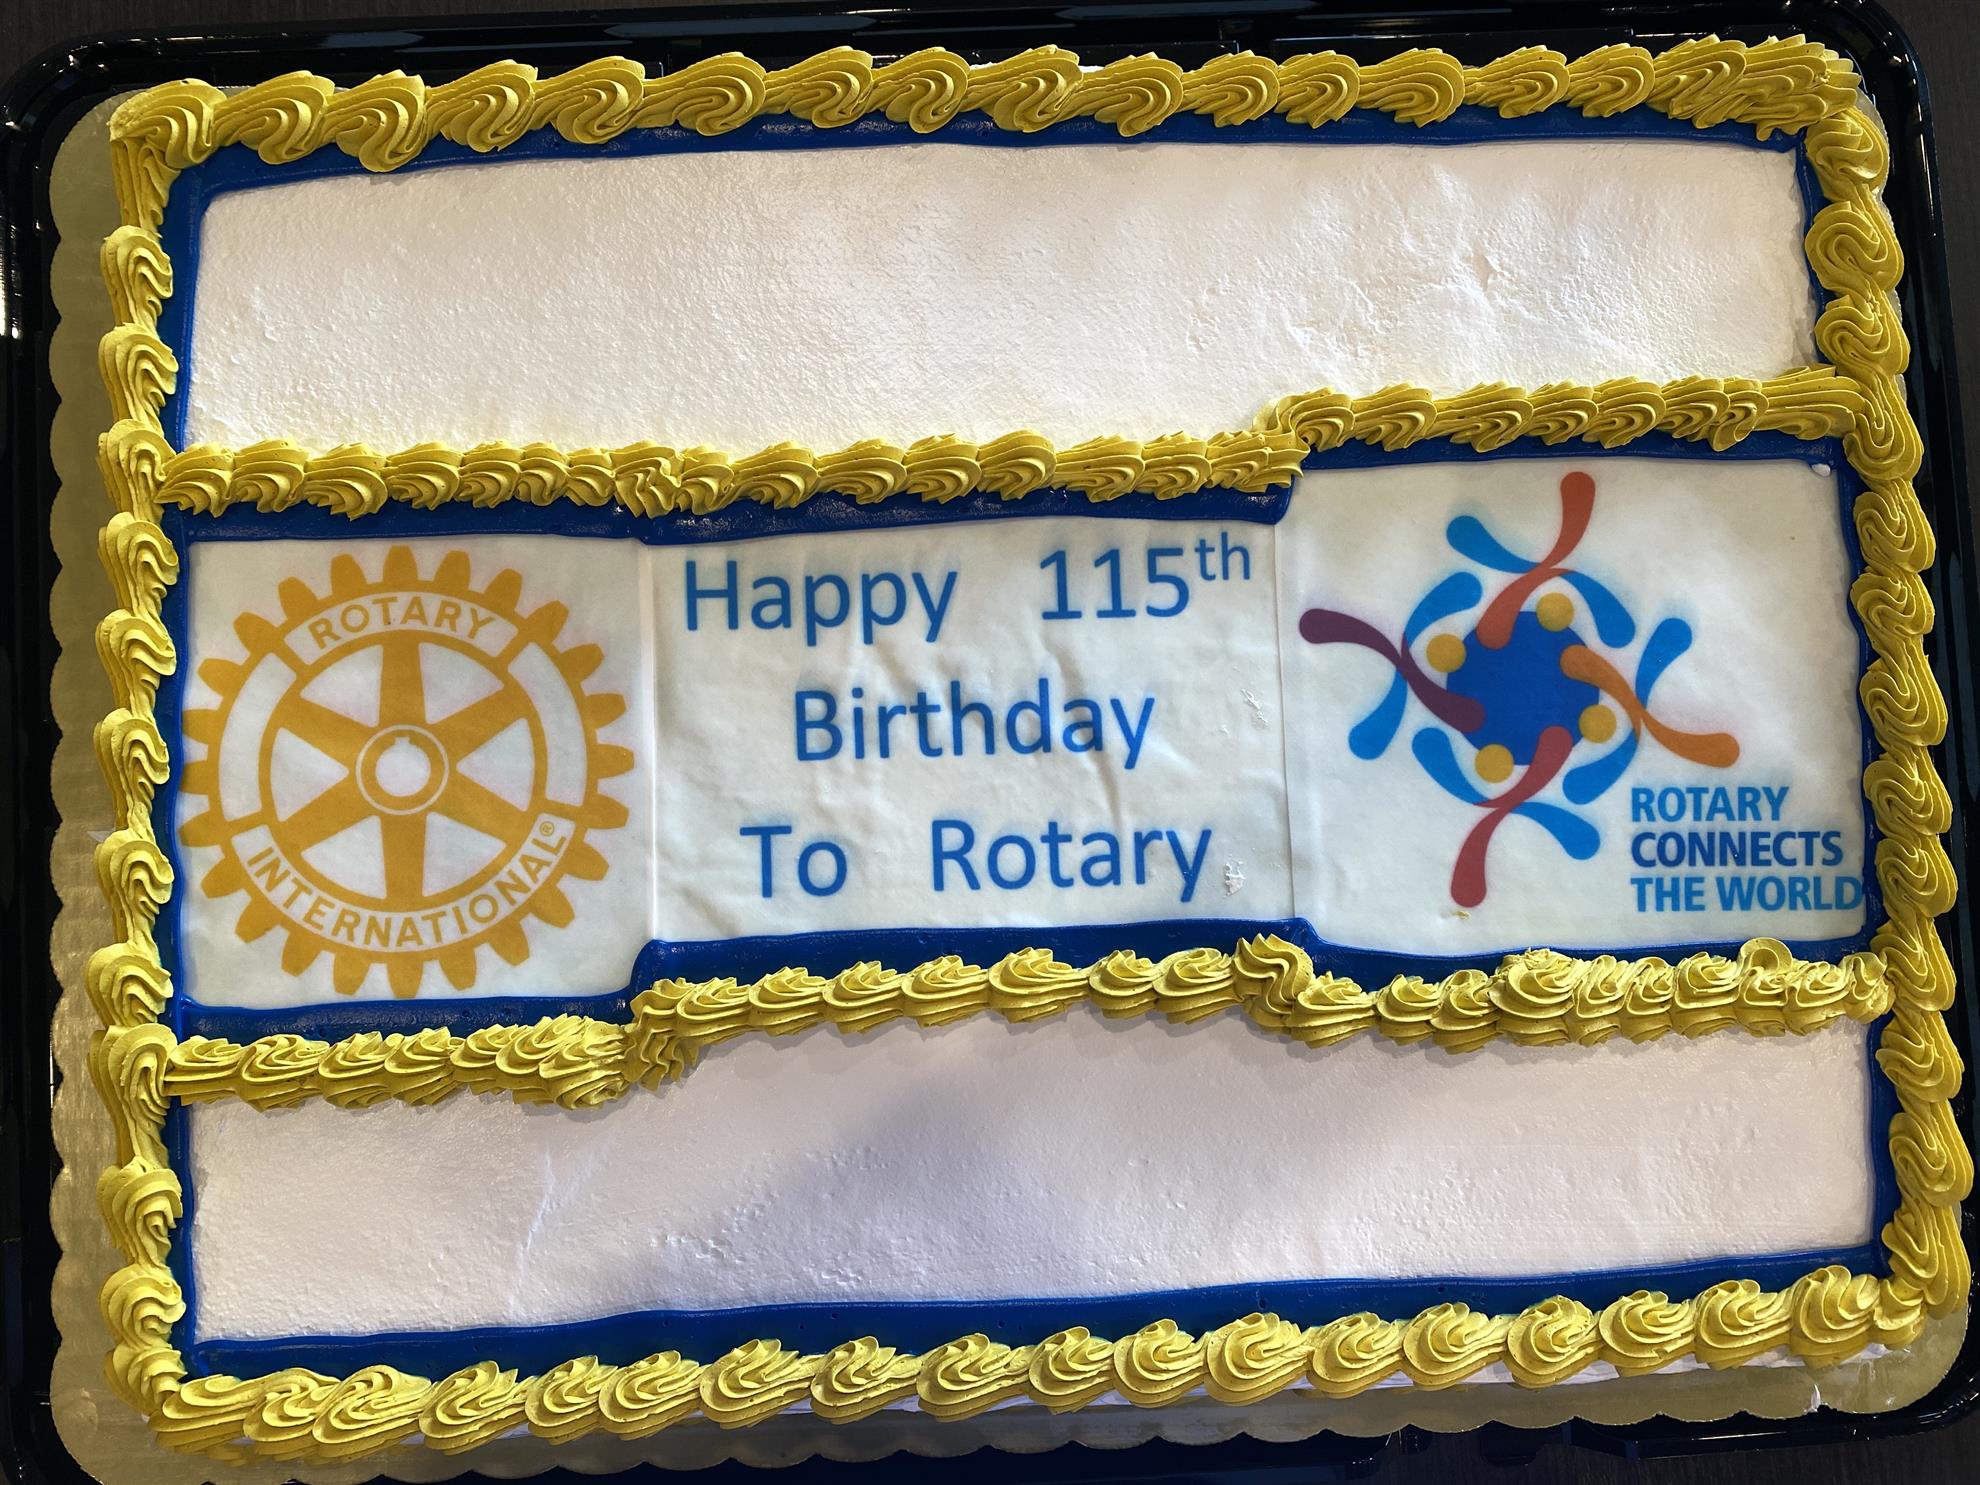 ROTARY
INTERNATIONAL®
Happy 115th
Birthday
To Rotary
ROTARY
CONNECTS
THE WORLD